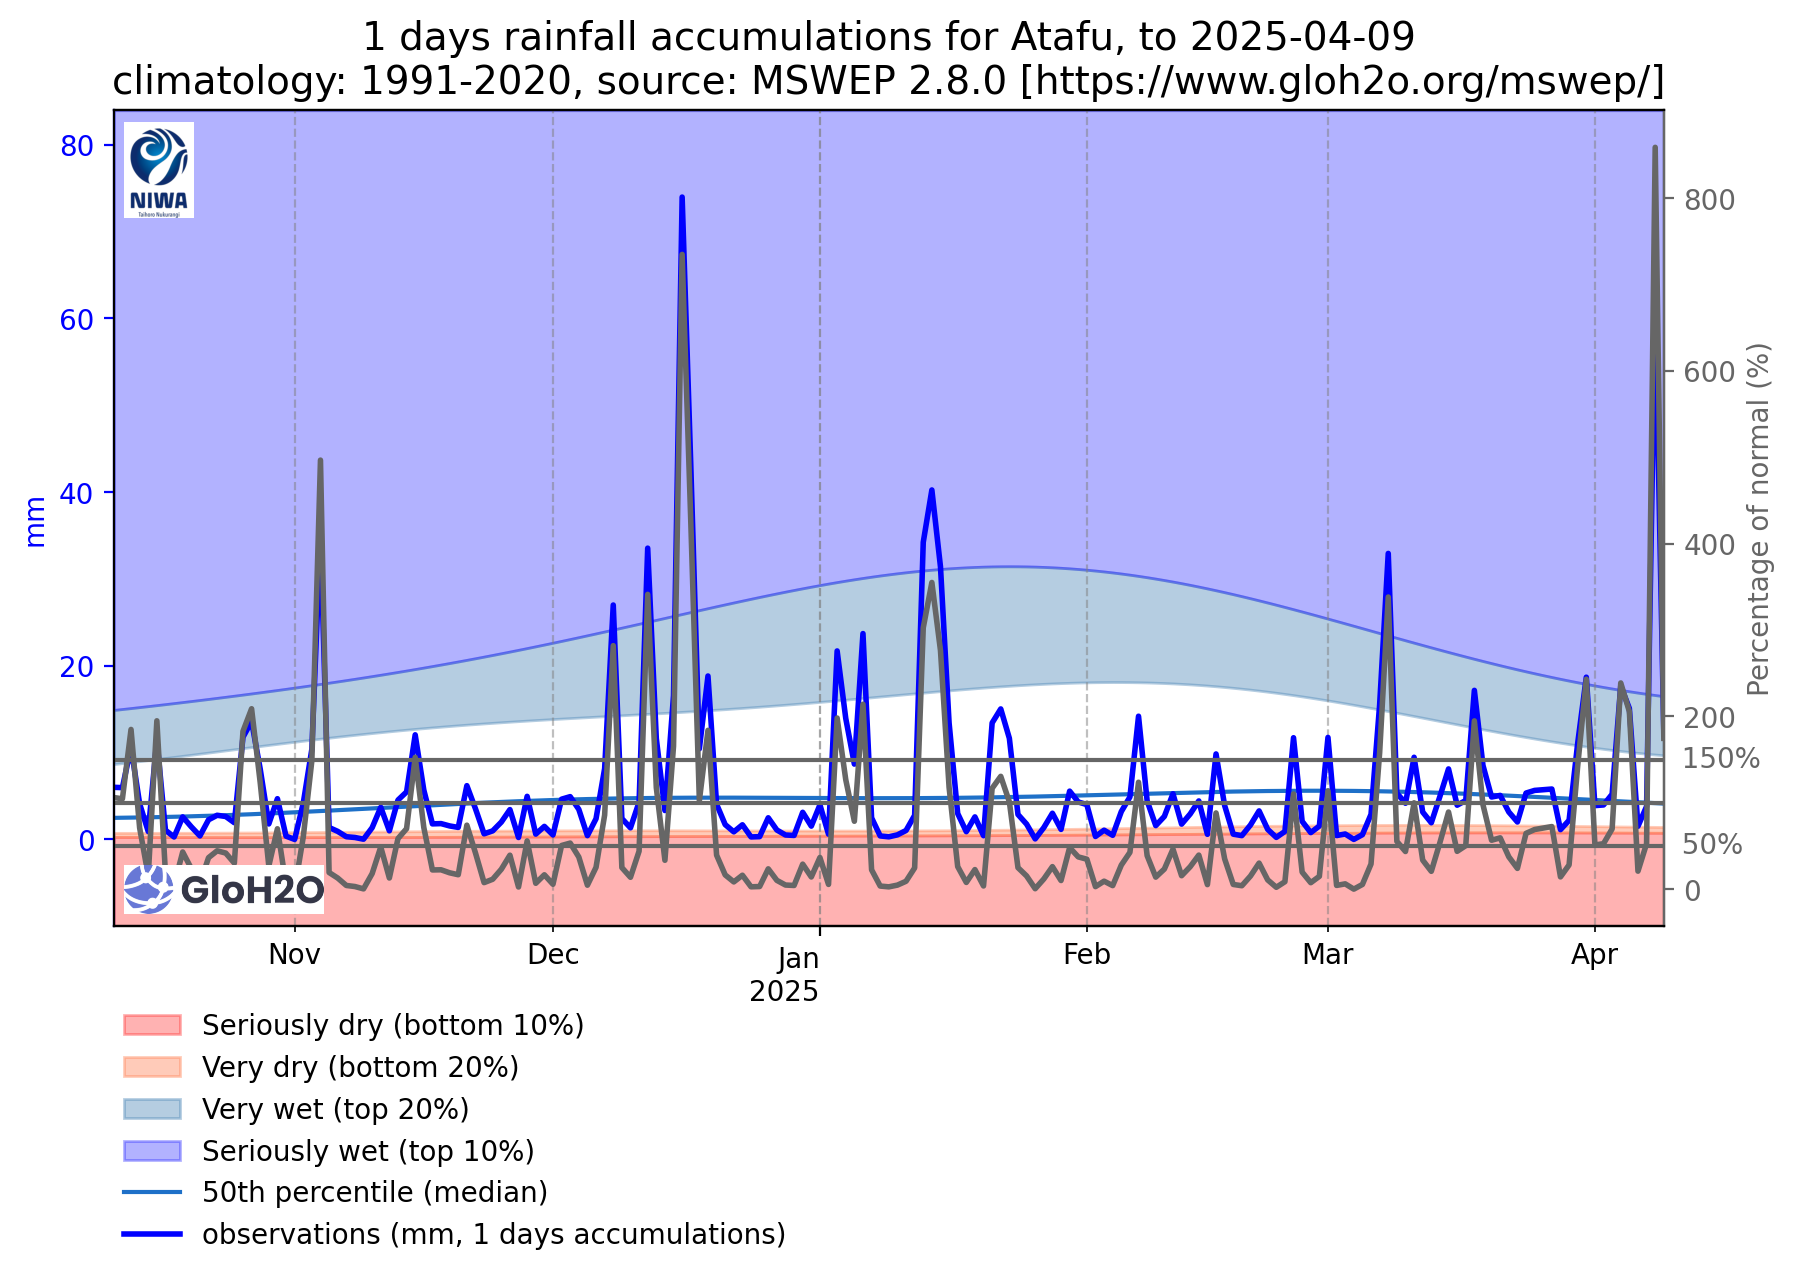 1 days rainfall accumulations for Atafu, to 2025-04-09
climatology: 1991-2020, source: MSWEP 2.8.0 [https://www.gloh2o.org/mswep/]
80
60
40
20
0
mm
NIWA
Taihoro Nukurangi
GloH2O
800
600
400
200
150%
50%
0
Percentage of normal (%)
Nov
Dec
Jan
2025
Feb
Mar
Apr
Seriously dry (bottom 10%)
Very dry (bottom 20%)
Very wet (top 20%)
Seriously wet (top 10%)
50th percentile (median)
observations (mm, 1 days accumulations)